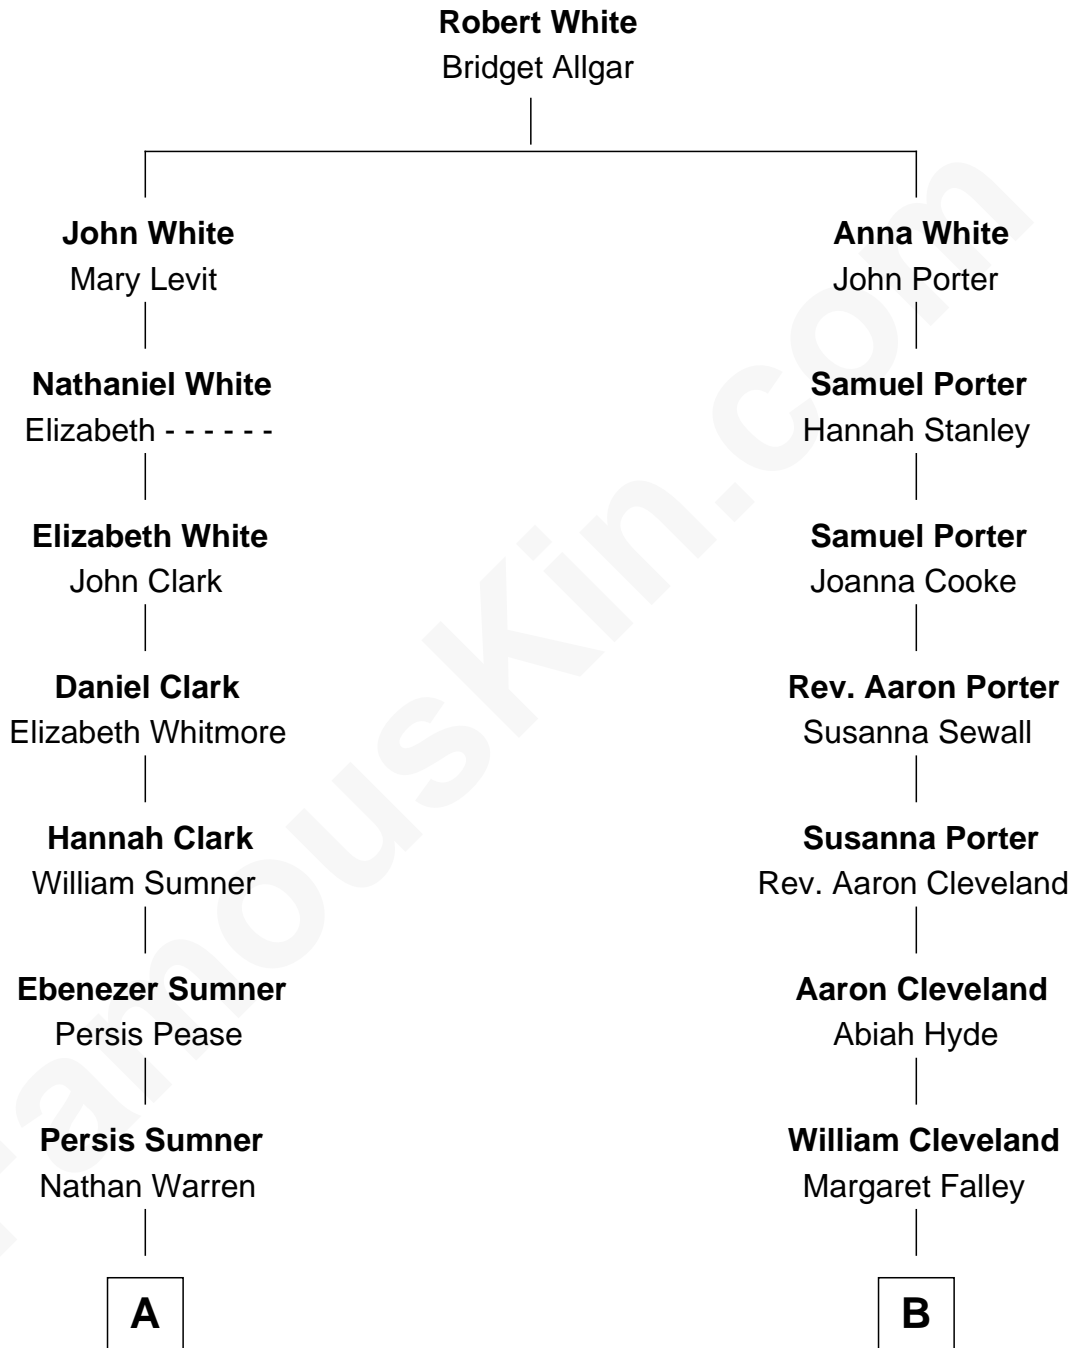 Robert White
Bridget Allgar
John White
Mary Levit
Anna White
John Porter
Nathaniel White
Elizabeth - - - - - -
Samuel Porter
Hannah Stanley
Elizabeth White
John Clark
Samuel Porter
Joanna Cooke
Daniel Clark
Elizabeth Whitmore
Rev. Aaron Porter
Susanna Sewall
Hannah Clark
William Sumner
Susanna Porter
Rev. Aaron Cleveland
Ebenezer Sumner
Persis Pease
Aaron Cleveland
Abiah Hyde
Persis Sumner
Nathan Warren
William Cleveland
Margaret Falley
A
B
FamousKin.com